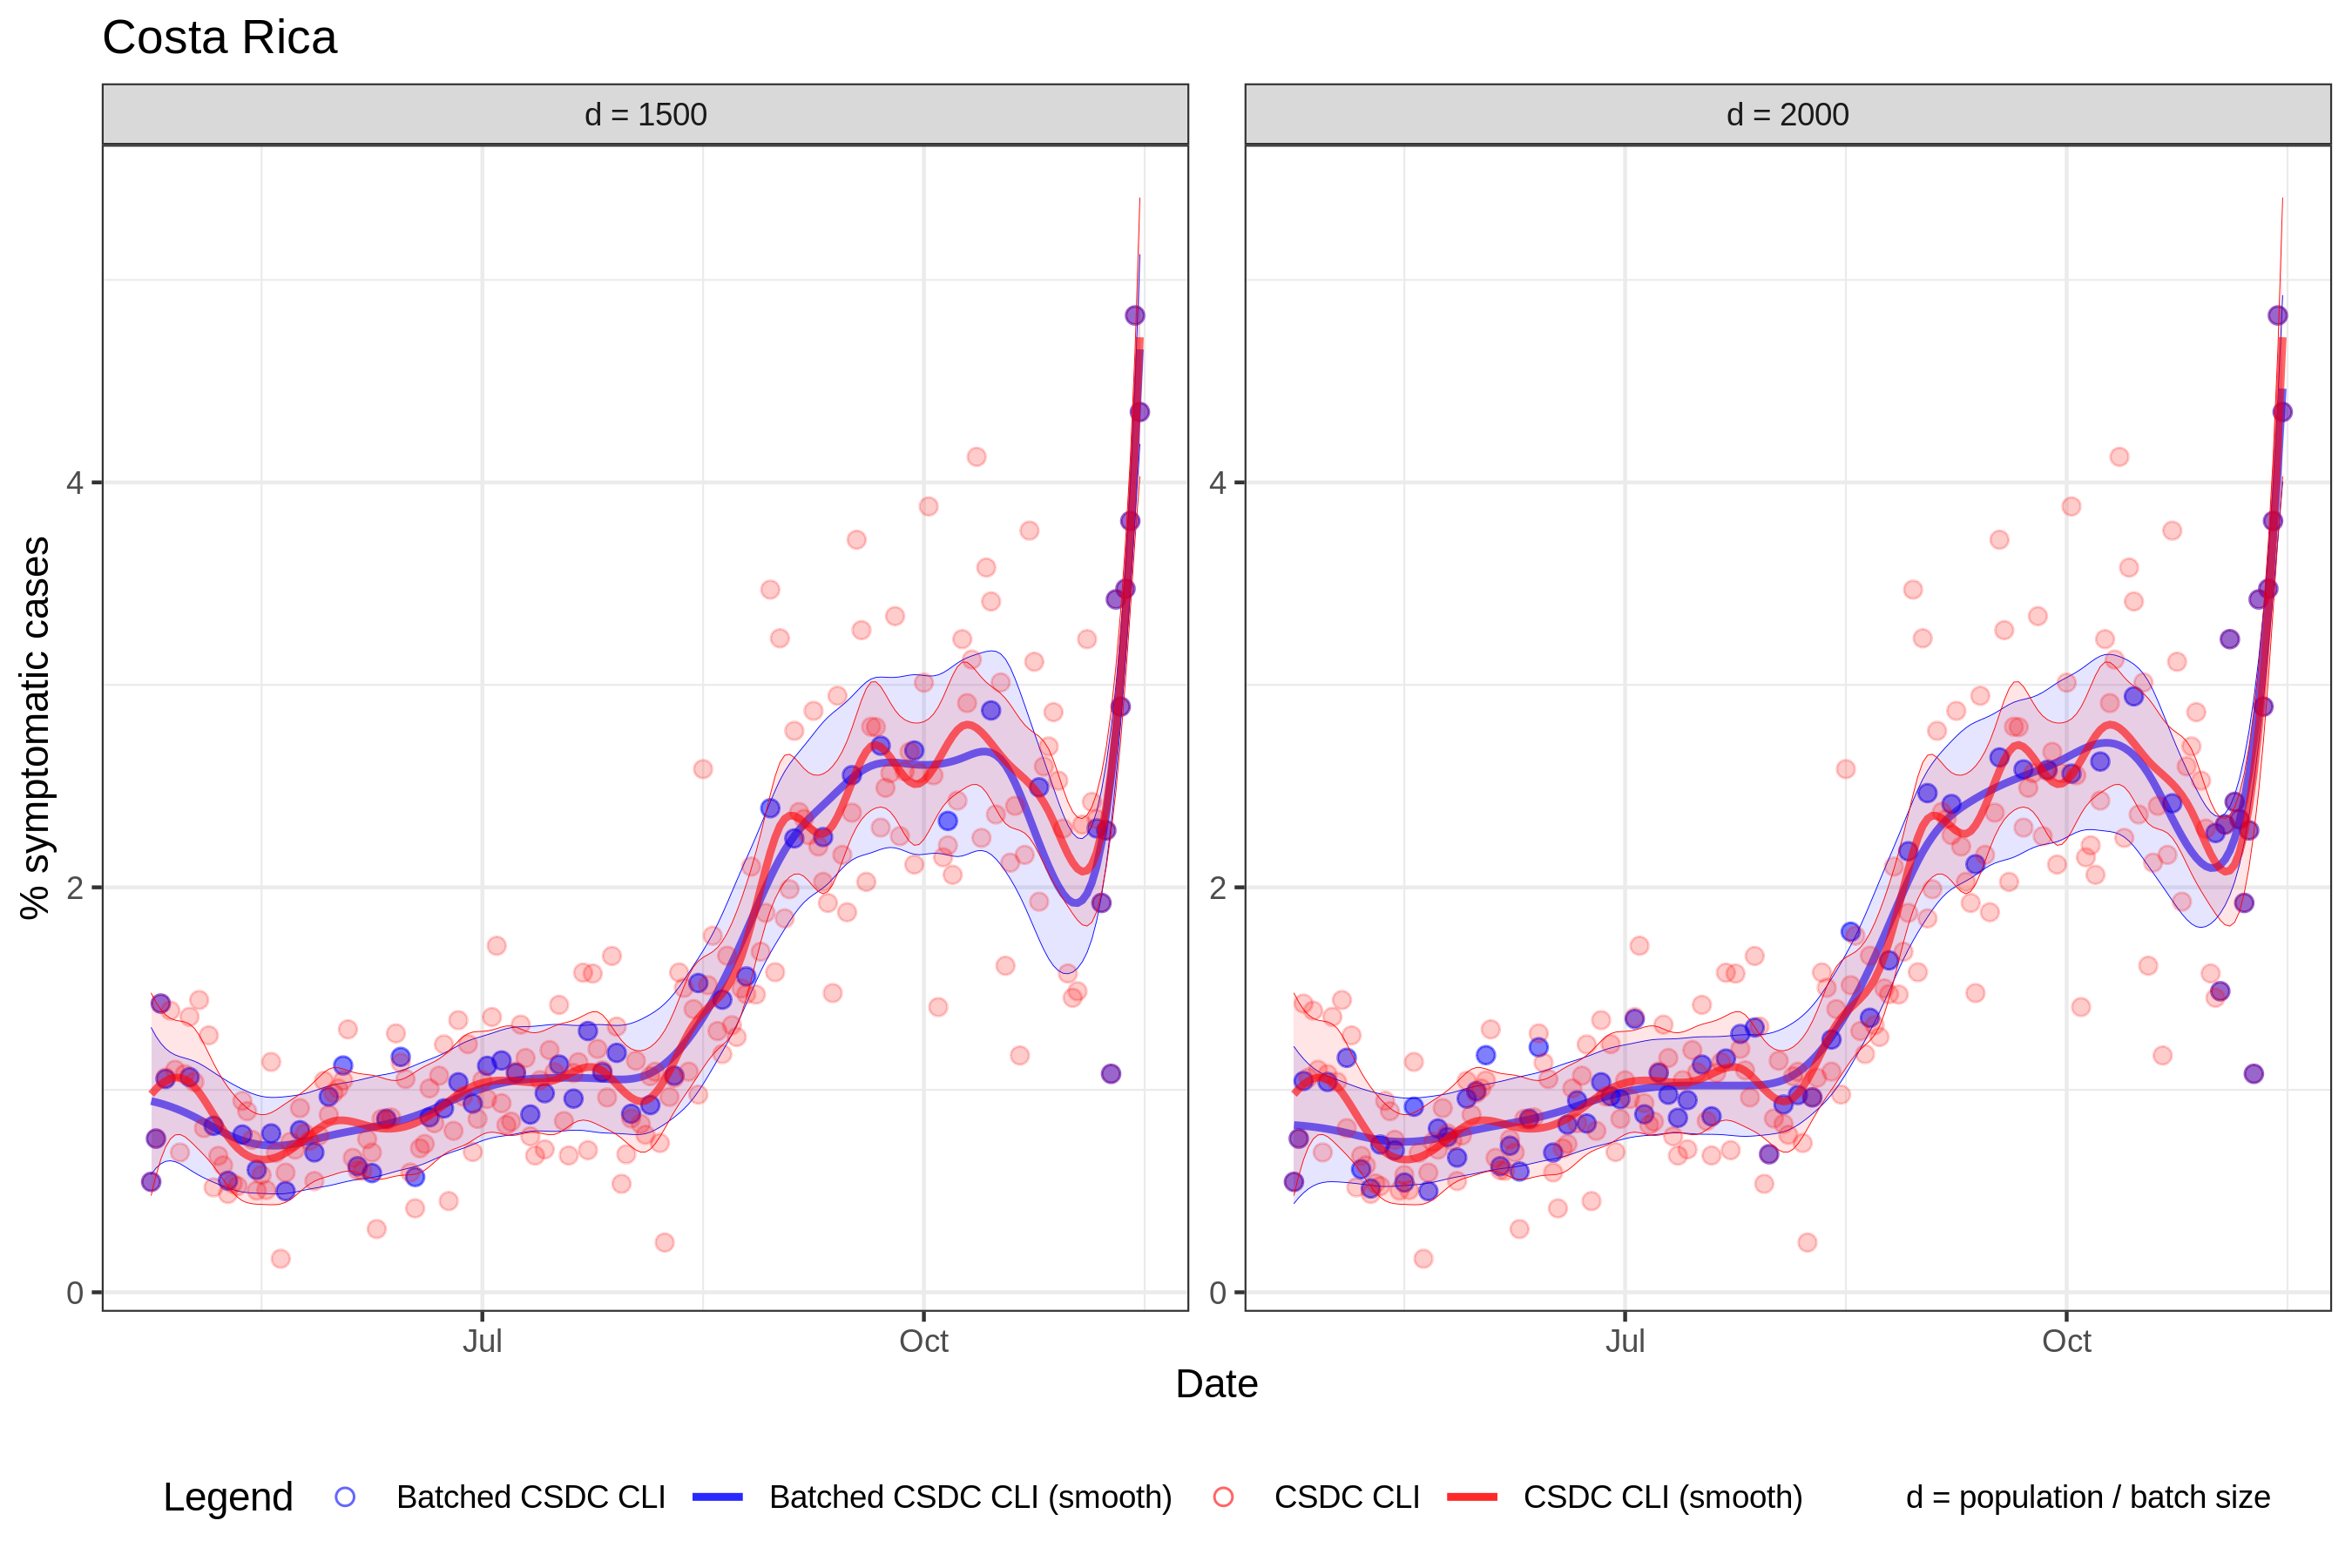 Costa Rica
d = 1500
d = 2000
% symptomatic cases
4
2
0
4
2
0
Jul
Oct
Jul
Oct
Date
Legend Batched CSDC CLI Batched CSDC CLI (smooth) CSDC CLI CSDC CLI (smooth) d = population / batch size